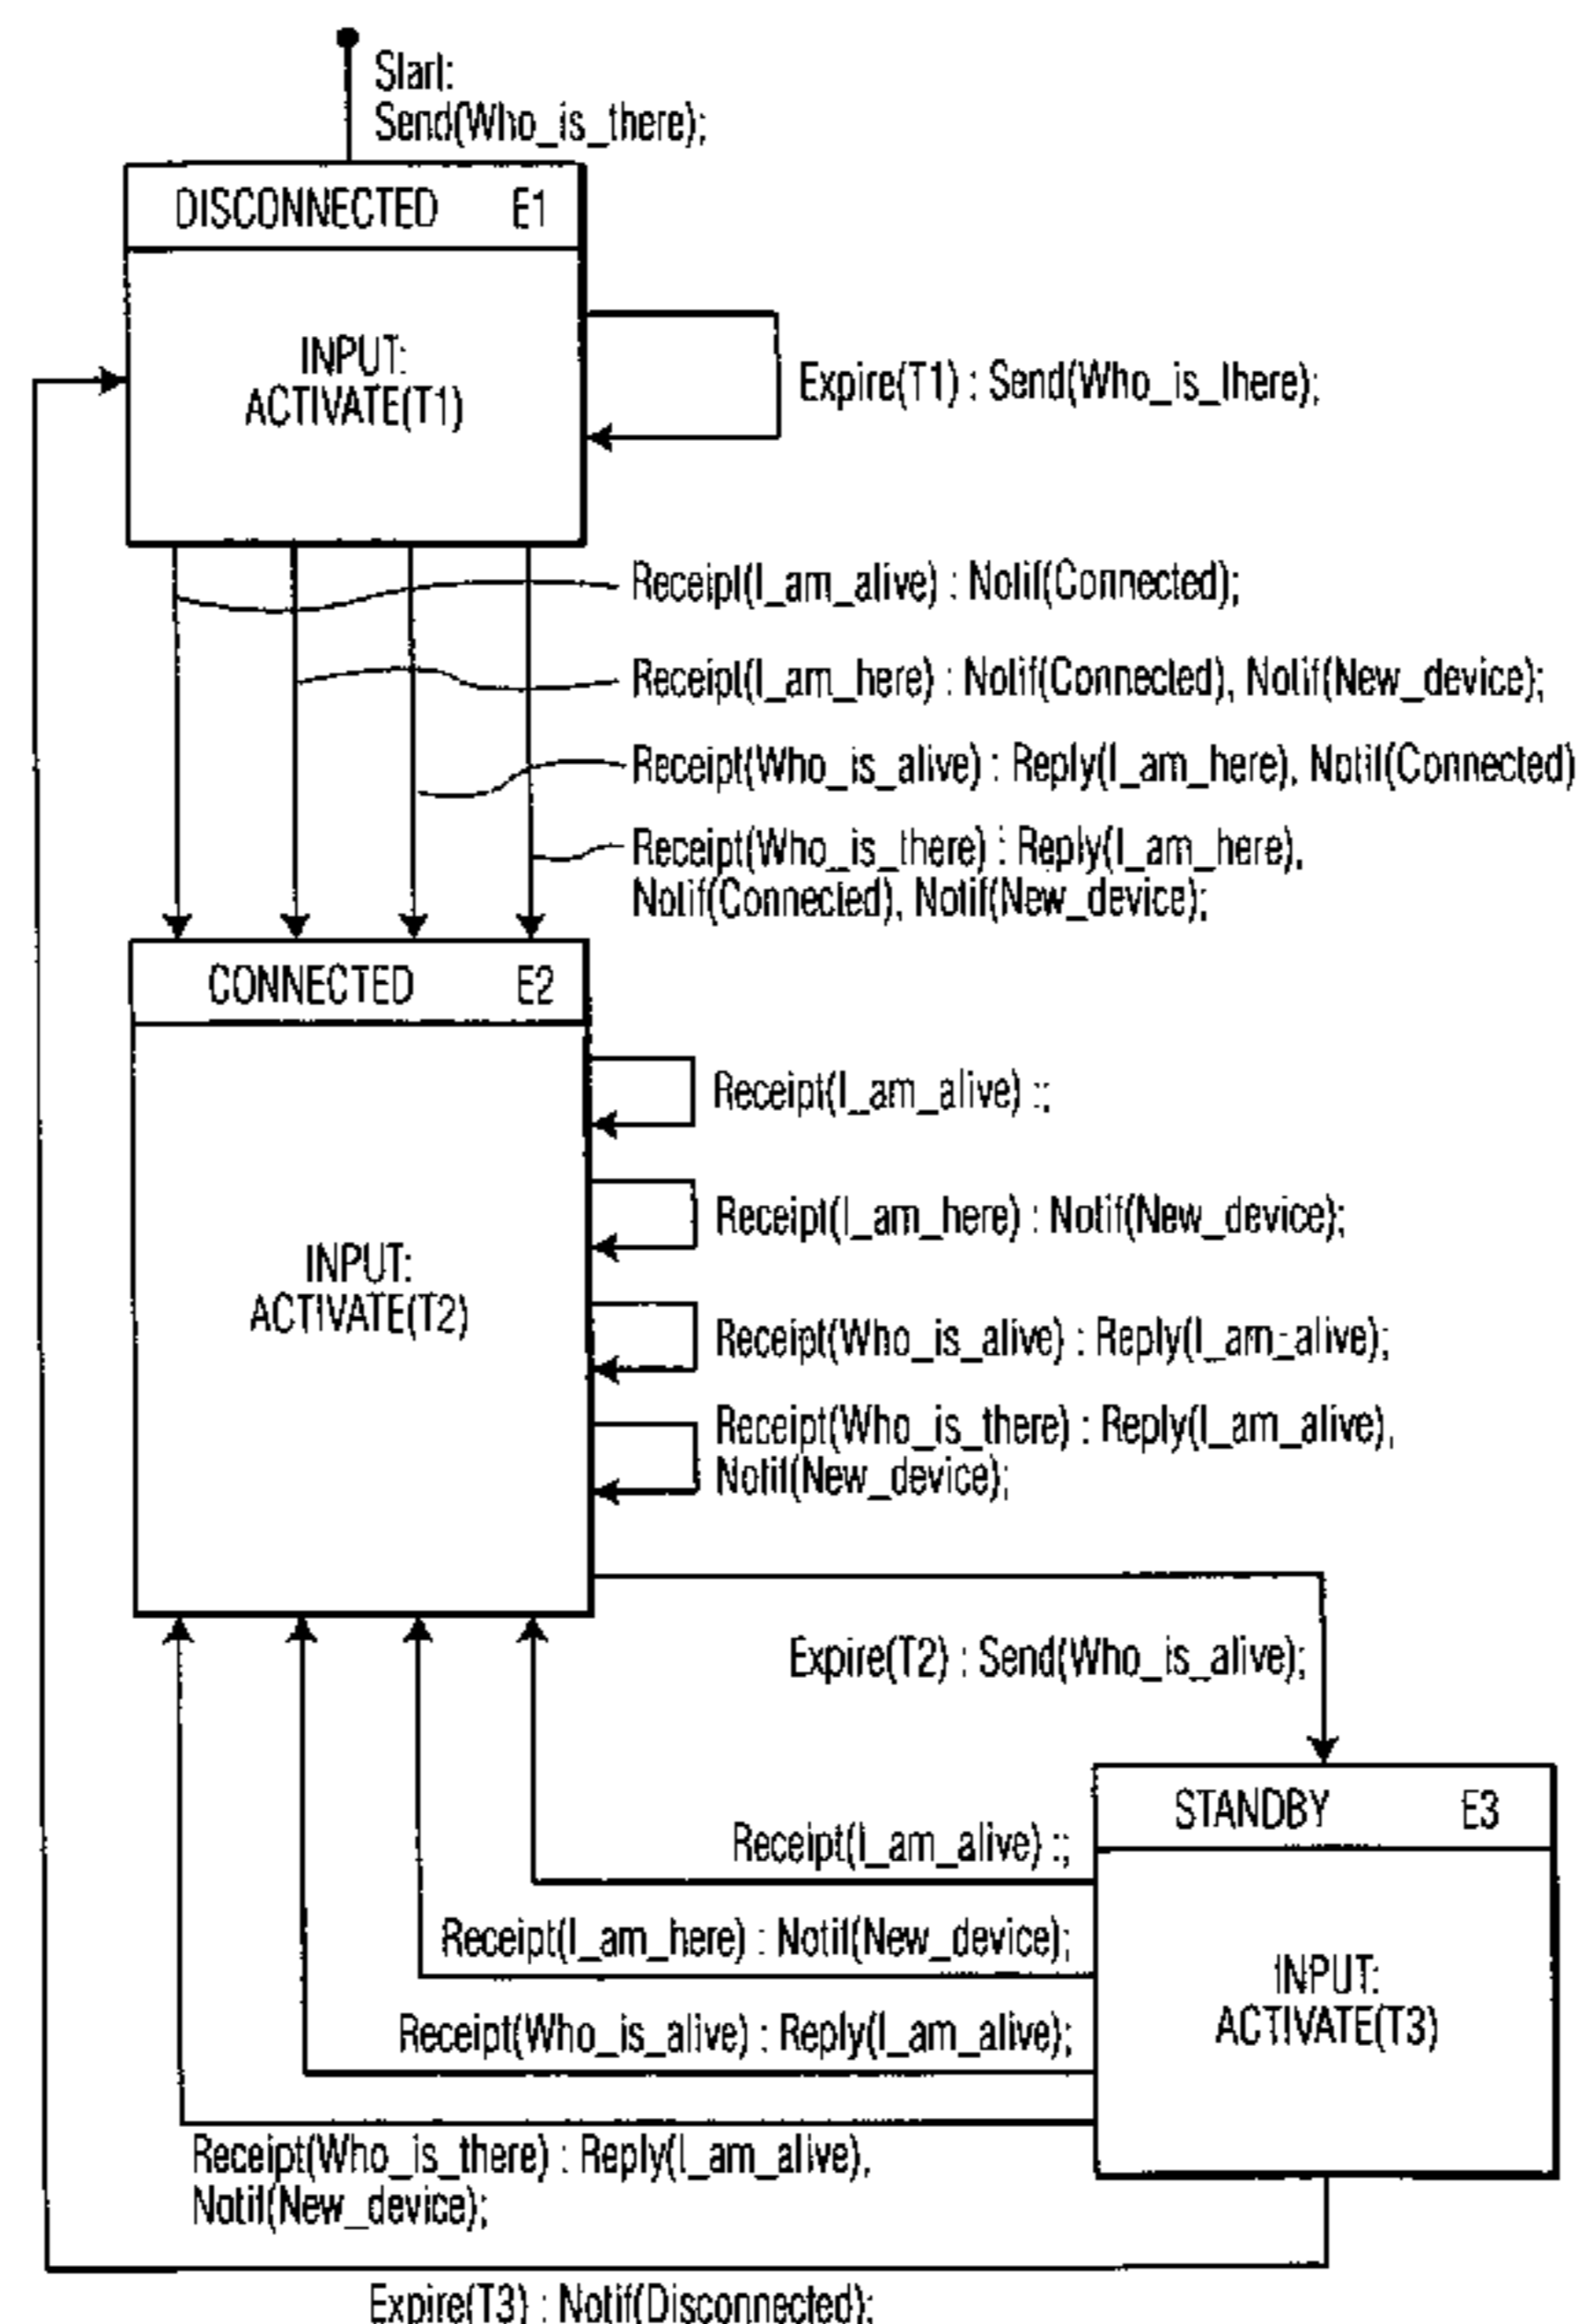 Start:
Send(Who_is_there);
DISCONNECTED E1
INPUT:
ACTIVATE(T1)
Expire(T1) : Send(Who_is_there);
Receipt(I_am_alive) : Notif(Connected);
Receipt(I_am_here) : Notif(Connected), Notif(New_device);
Receipt(Who_is_alive) : Reply(I_am_here), Notif(Connected)
Receipt(Who_is_there) : Reply(I_am_here),
Notif(Connected), Notif(New_device);
CONNECTED E2
INPUT:
ACTIVATE(T2)
Receipt(I_am_alive) :;
Receipt(I_am_here) : Notif(New_device);
Receipt(Who_is_alive) : Reply(I_am_alive);
Receipt(Who_is_there) : Reply(I_am_alive),
Notif(New_device);
Expire(T2) : Send(Who_is_alive);
STANDBY E3
INPUT:
ACTIVATE(T3)
Receipt(I_am_alive) :;
Receipt(I_am_here) : Notif(New_device);
Receipt(Who_is_alive) : Reply(I_am_alive);
Receipt(Who_is_there) : Reply(I_am_alive),
Notif(New_device);
Expire(T3) : Notif(Disconnected);